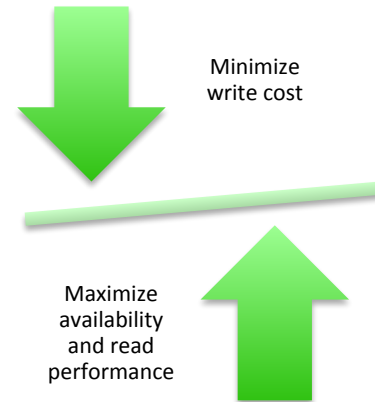 Minimize
write cost
Maximize
availability
and read
performance